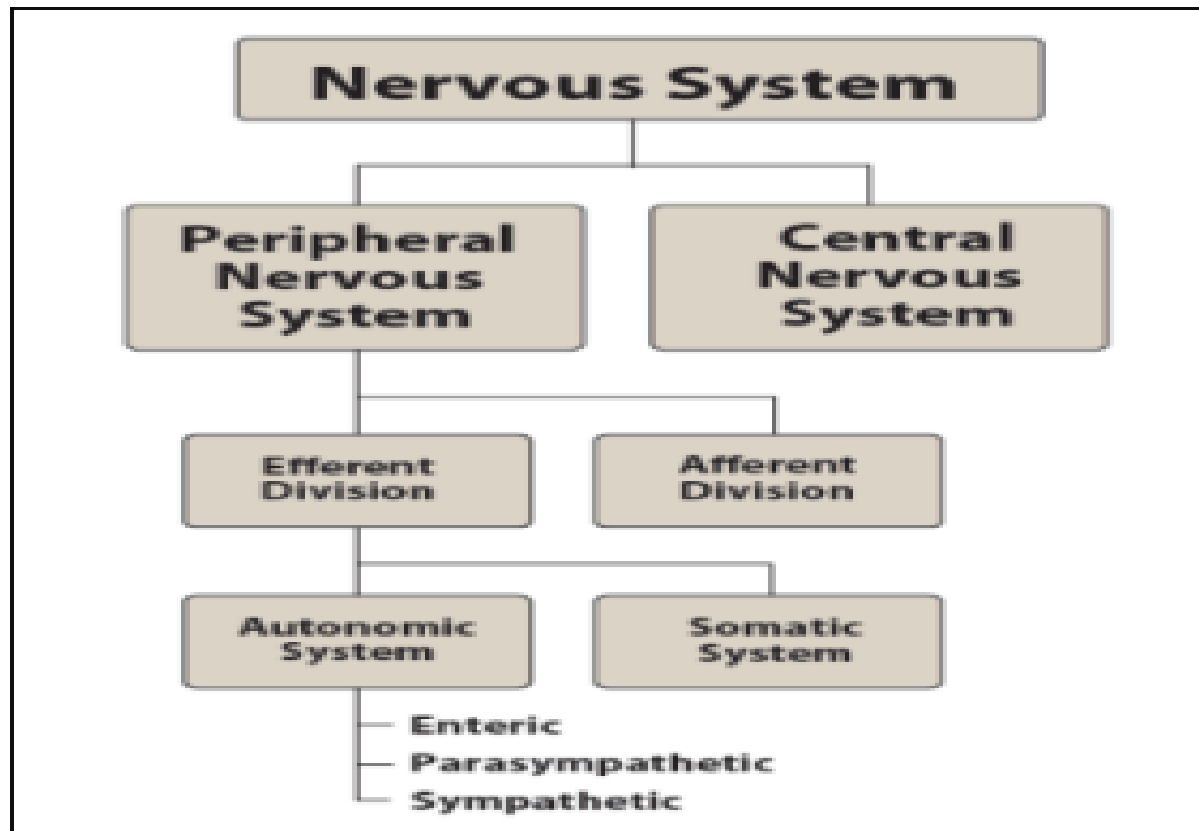 Nervous System
Peripheral
Nervous
System
Central
Nervous
System
Efferent
Division
Afferent
Division
Autonomic
System
Somatic
System
Enteric
Parasympathetic
Sympathetic